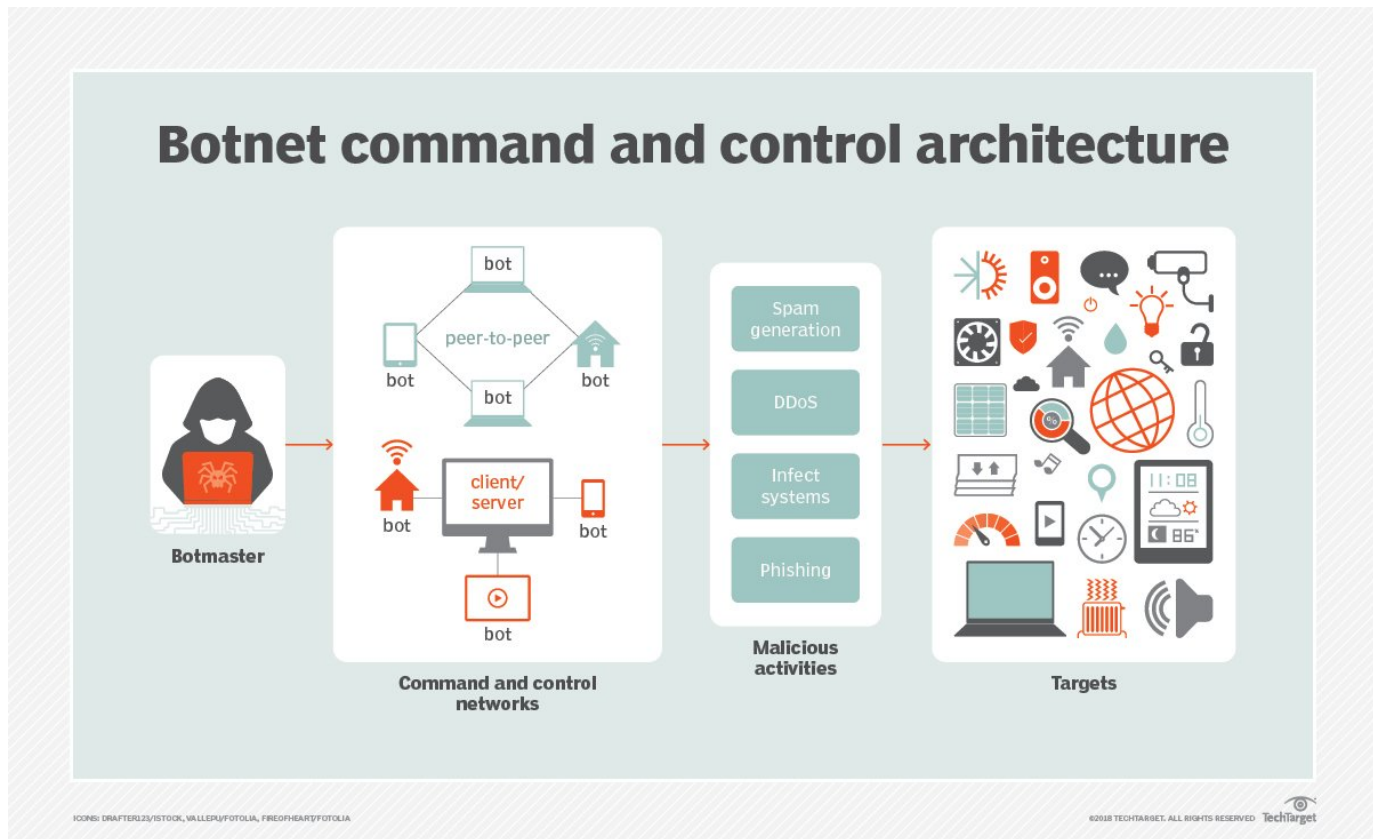 Botnet command and control architecture
bot
peer-to-peer
bot
bot
bot
client/
server
bot
bot
bot
Botmaster
Command and control
networks
Spam
generation
DDoS
Infect
systems
Phishing
Malicious
activities
11:08
86°
Targets
ICONS: DRAFTER123/ISTOCK, VALLEPU/FOTOLIA, FIREOFHEART/FOTOLIA
©2018 TECHTARGET. ALL RIGHTS RESERVED TechTarget